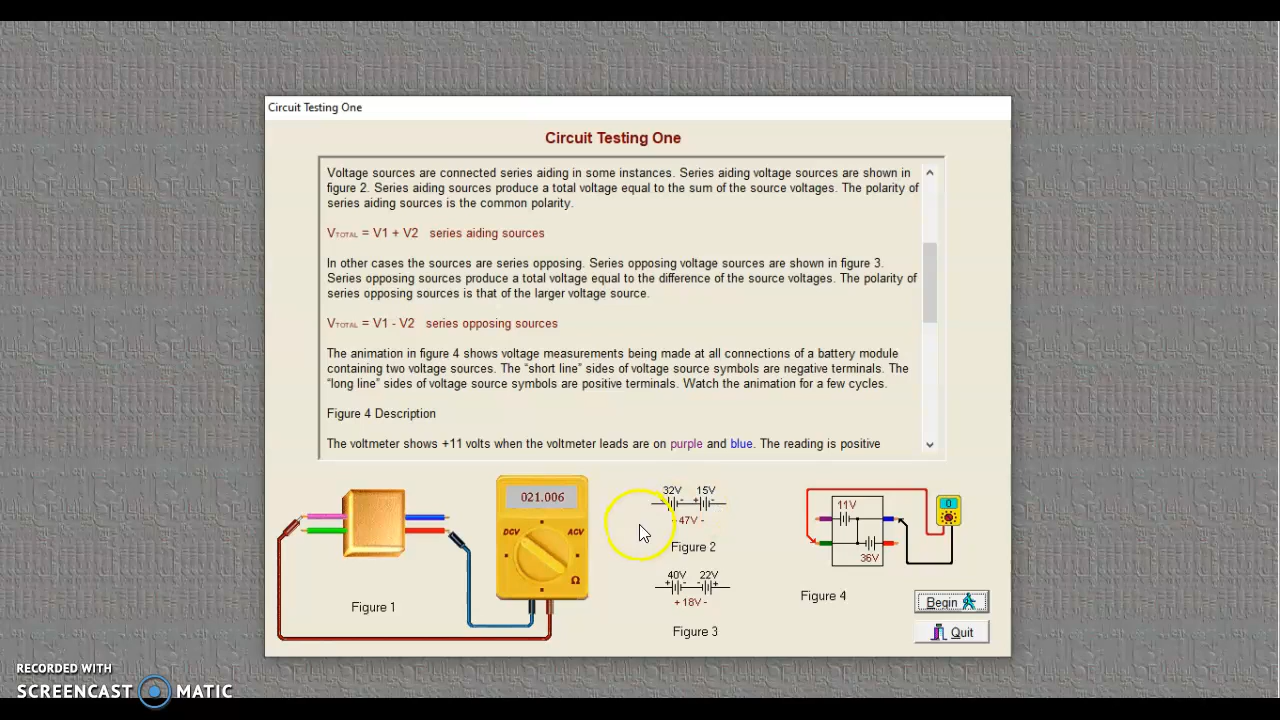 Circuit Testing One
Circuit Testing One
Voltage sources are connected series aiding in some instances. Series aiding voltage sources are shown in
figure 2. Series aiding sources produce a total voltage equal to the sum of the source voltages. The polarity of
series aiding sources is the common polarity.
VTOTAL = V1 + V2 series aiding sources
In other cases the sources are series opposing. Series opposing voltage sources are shown in figure 3.
Series opposing sources produce a total voltage equal to the difference of the source voltages. The polarity of
series opposing sources is that of the larger voltage source.
VTOTAL = V1 - V2 series opposing sources
The animation in figure 4 shows voltage measurements being made at all connections of a battery module
containing two voltage sources. The “short line” sides of voltage source symbols are negative terminals. The
“long line” sides of voltage source symbols are positive terminals. Watch the animation for a few cycles.
Figure 4 Description
The voltmeter shows +11 volts when the voltmeter leads are on purple and blue. The reading is positive
021.006
DCV ACV
Ω
Figure 1
32V 15V
+ - + -
47V -
Figure 2
40V 22V
+ - - +
+ 18V -
Figure 3
11V
36V
0
Figure 4
Begin
Quit
RECORDED WITH
SCREENCAST MATIC